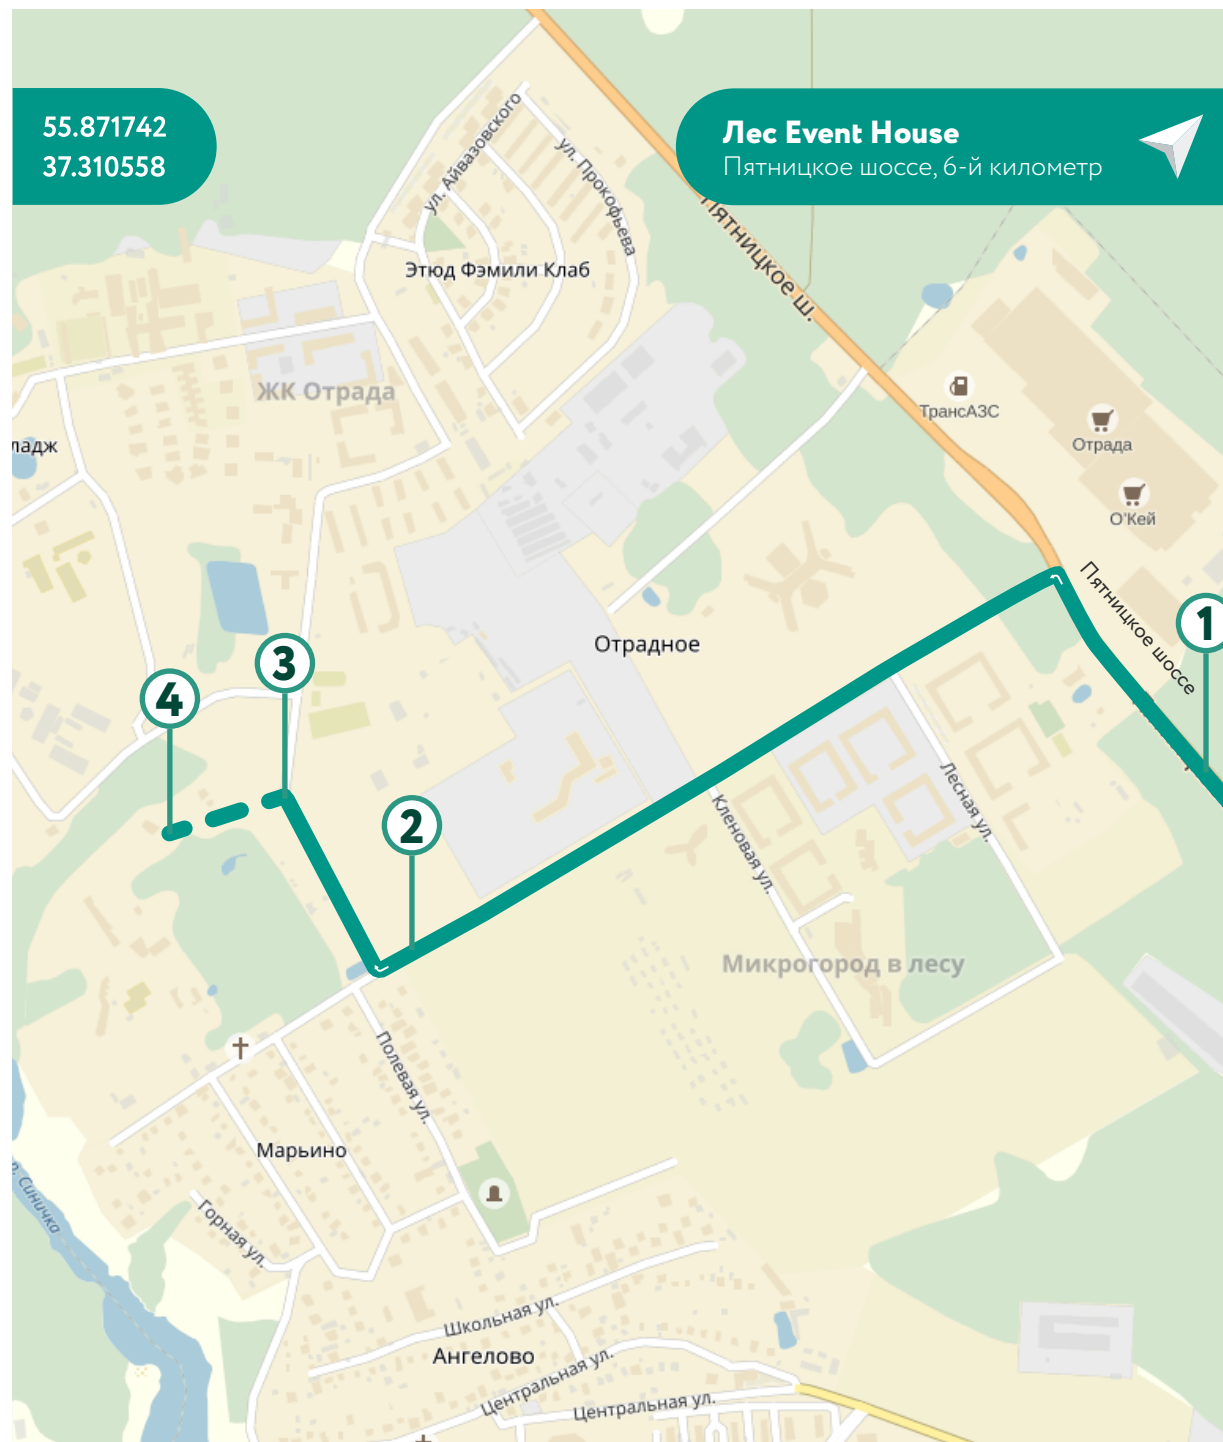 55.871742
37.310558
Лес Event House
Пятницкое шоссе, 6-й километр
ул. Айвазовского
ул. Прокофьева
Этюд Фэмили Клаб
Пятницкое ш.
ЖК Отрада
ТрансАЗС
Отрада
ладж
О'Кей
Пятницкое шоссе
1
Отрадное
3
4
2
Лесная ул.
Кленовая ул.
Микрогород в лесу
Полевая ул.
Марьино
р. Синичка
Горная ул.
Школьная ул.
Ангелово
Центральная ул.
Центральная ул.